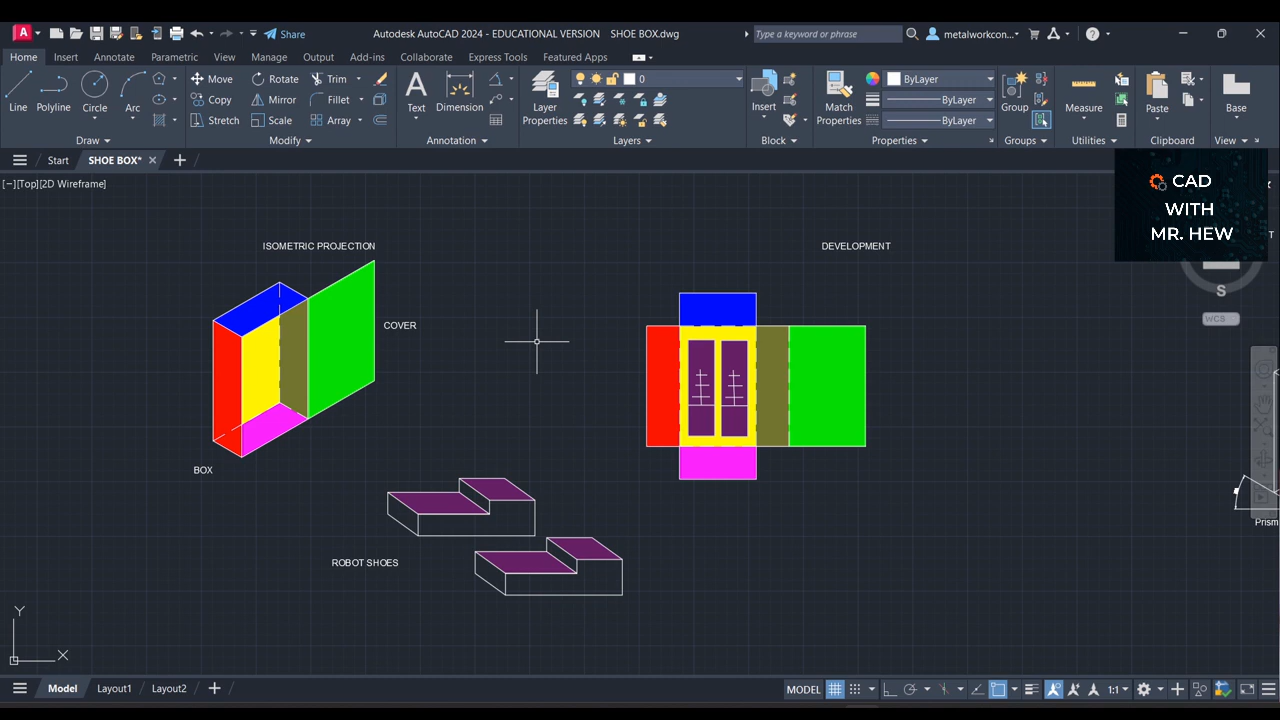 Share
Autodesk AutoCAD 2024 - EDUCATIONAL VERSION SHOE BOX.dwg
Type a keyword or phrase
metalworkcon...
Home Insert Annotate Parametric View Manage Output Add-ins Collaborate Express Tools Featured Apps
Line Polyline Circle Arc
Move Rotate Trim
Copy Mirror Fillet
Stretch Scale Array
Text Dimension
Layer Properties
0
Insert
Match Properties
ByLayer
ByLayer
ByLayer
Group
Measure
Paste
Base
Draw Modify Annotation Layers Block Properties Groups Utilities Clipboard View
Start SHOE BOX*
[−][Top][2D Wireframe]
CAD
WITH
MR. HEW
T
S
WCS
ISOMETRIC PROJECTION
DEVELOPMENT
COVER
BOX
ROBOT SHOES
Prism
Y
X
Model Layout1 Layout2
MODEL 1:1